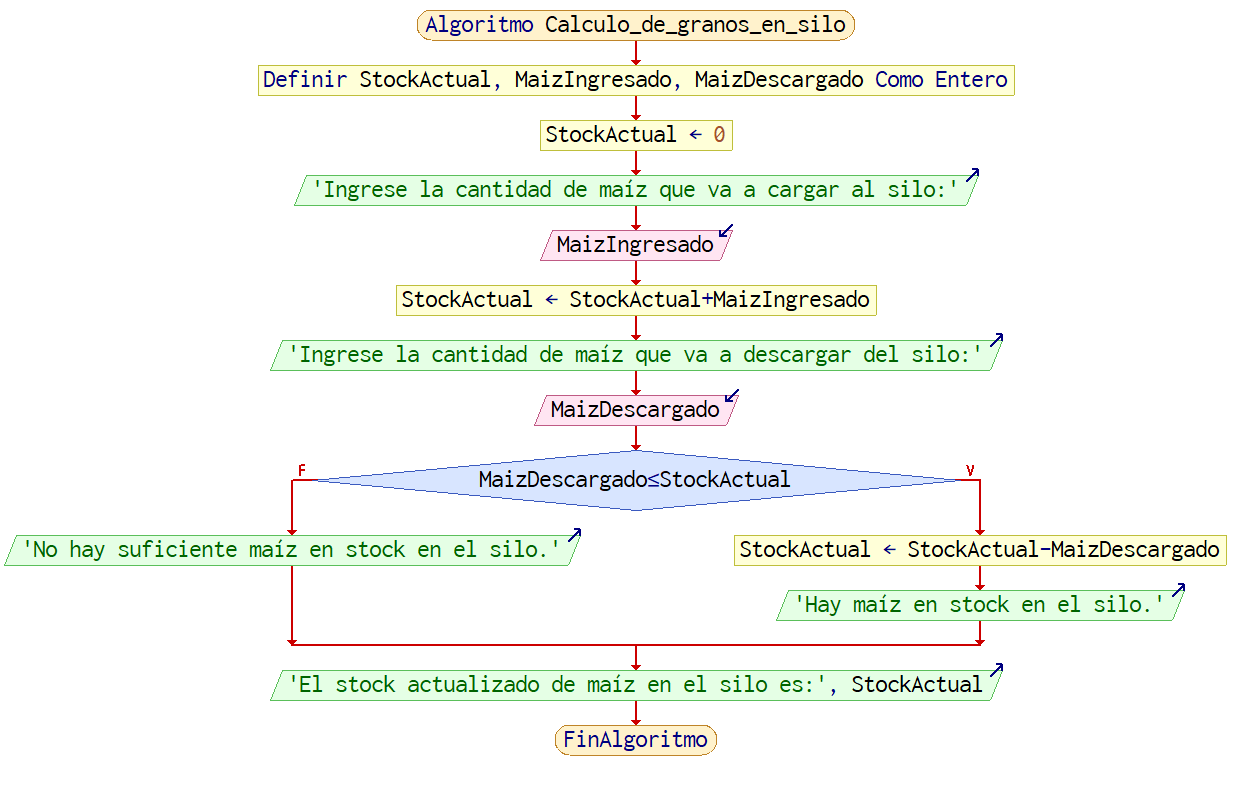 Algoritmo Calculo_de_granos_en_silo
Definir StockActual, MaizIngresado, MaizDescargado Como Entero
StockActual ← 0
'Ingrese la cantidad de maíz que va a cargar al silo:'
MaizIngresado
StockActual ← StockActual+MaizIngresado
'Ingrese la cantidad de maíz que va a descargar del silo:'
MaizDescargado
F
V
MaizDescargado≤StockActual
'No hay suficiente maíz en stock en el silo.'
StockActual ← StockActual-MaizDescargado
'Hay maíz en stock en el silo.'
'El stock actualizado de maíz en el silo es:', StockActual
FinAlgoritmo